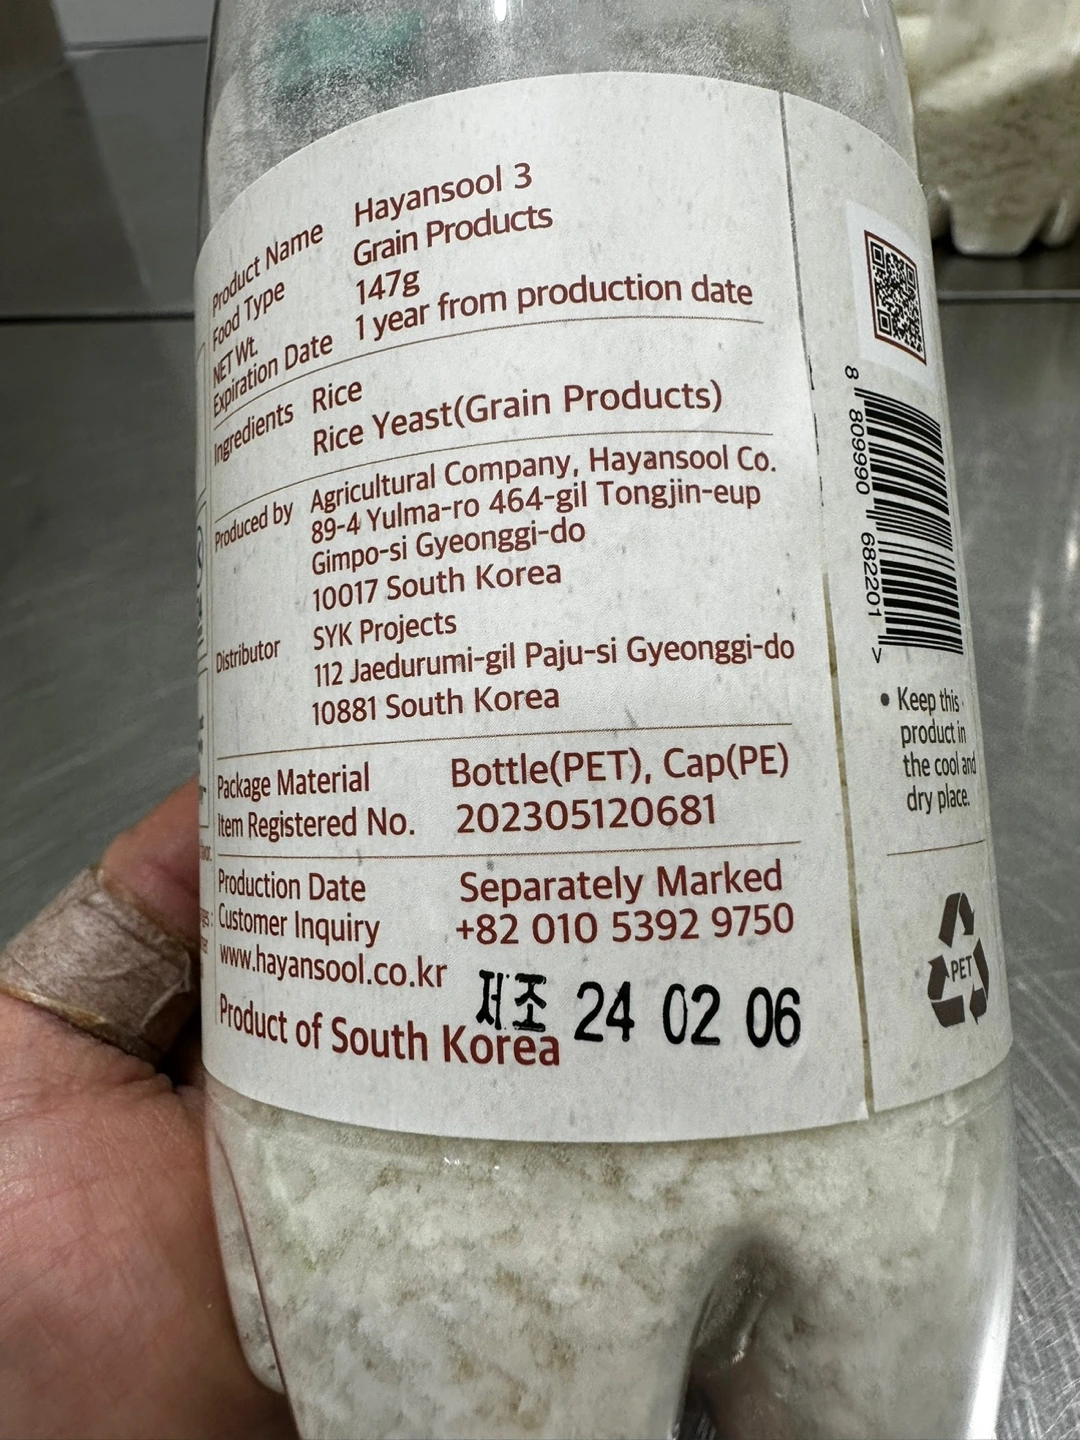 Product Name Hayansool 3
Food Type Grain Products
NET Wt. 147g
Expiration Date 1 year from production date
Ingredients Rice
Rice Yeast(Grain Products)
Produced by Agricultural Company, Hayansool Co.
89-4 Yulma-ro 464-gil Tongjin-eup
Gimpo-si Gyeonggi-do
10017 South Korea
Distributor SYK Projects
112 Jaedurumi-gil Paju-si Gyeonggi-do
10881 South Korea
Package Material Bottle(PET), Cap(PE)
Item Registered No. 202305120681
Production Date Separately Marked
Customer Inquiry +82 010 5392 9750
www.hayansool.co.kr
제조 24 02 06
Product of South Korea
8 809990 682201 >
• Keep this
product in
the cool and
dry place.
PET